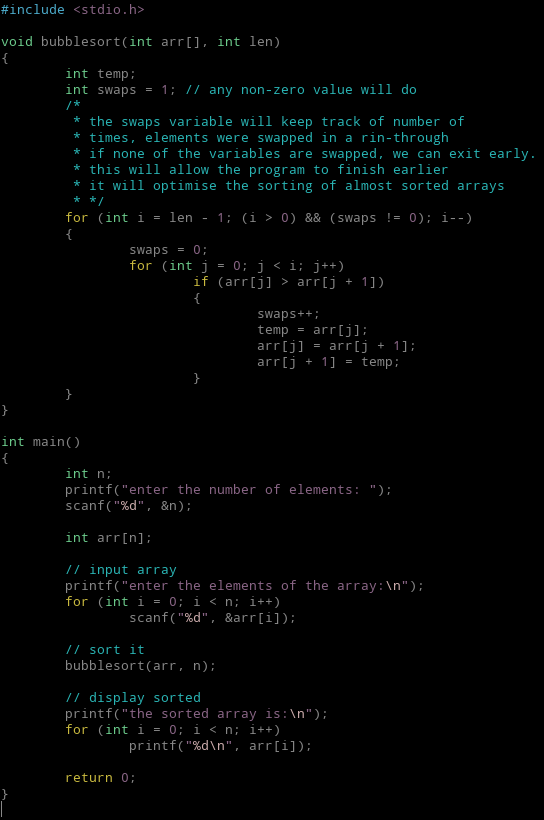 #include <stdio.h>

void bubblesort(int arr[], int len)
{
        int temp;
        int swaps = 1; // any non-zero value will do
        /*
         * the swaps variable will keep track of number of
         * times, elements were swapped in a rin-through
         * if none of the variables are swapped, we can exit early.
         * this will allow the program to finish earlier
         * it will optimise the sorting of almost sorted arrays
         * */
        for (int i = len - 1; (i > 0) && (swaps != 0); i--)
        {
                swaps = 0;
                for (int j = 0; j < i; j++)
                        if (arr[j] > arr[j + 1])
                        {
                                swaps++;
                                temp = arr[j];
                                arr[j] = arr[j + 1];
                                arr[j + 1] = temp;
                        }
        }
}

int main()
{
        int n;
        printf("enter the number of elements: ");
        scanf("%d", &n);

        int arr[n];

        // input array
        printf("enter the elements of the array:\n");
        for (int i = 0; i < n; i++)
                scanf("%d", &arr[i]);

        // sort it
        bubblesort(arr, n);

        // display sorted
        printf("the sorted array is:\n");
        for (int i = 0; i < n; i++)
                printf("%d\n", arr[i]);

        return 0;
}